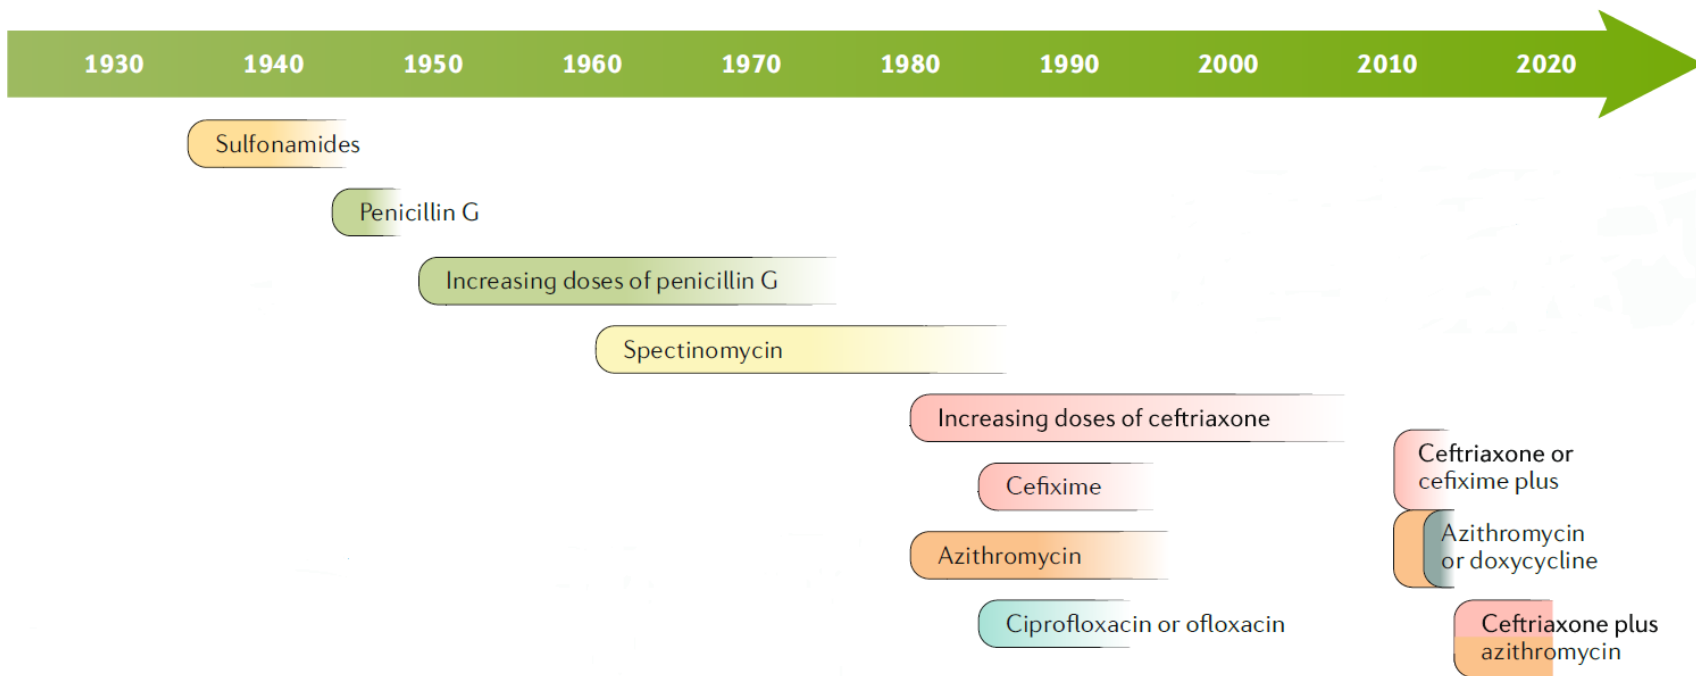 1930 1940 1950 1960 1970 1980 1990 2000 2010 2020
Sulfonamides
Penicillin G
Increasing doses of penicillin G
Spectinomycin
Increasing doses of ceftriaxone
Ceftriaxone or
cefixime plus
Cefixime
Azithromycin
or doxycycline
Azithromycin
Ciprofloxacin or ofloxacin
Ceftriaxone plus
azithromycin